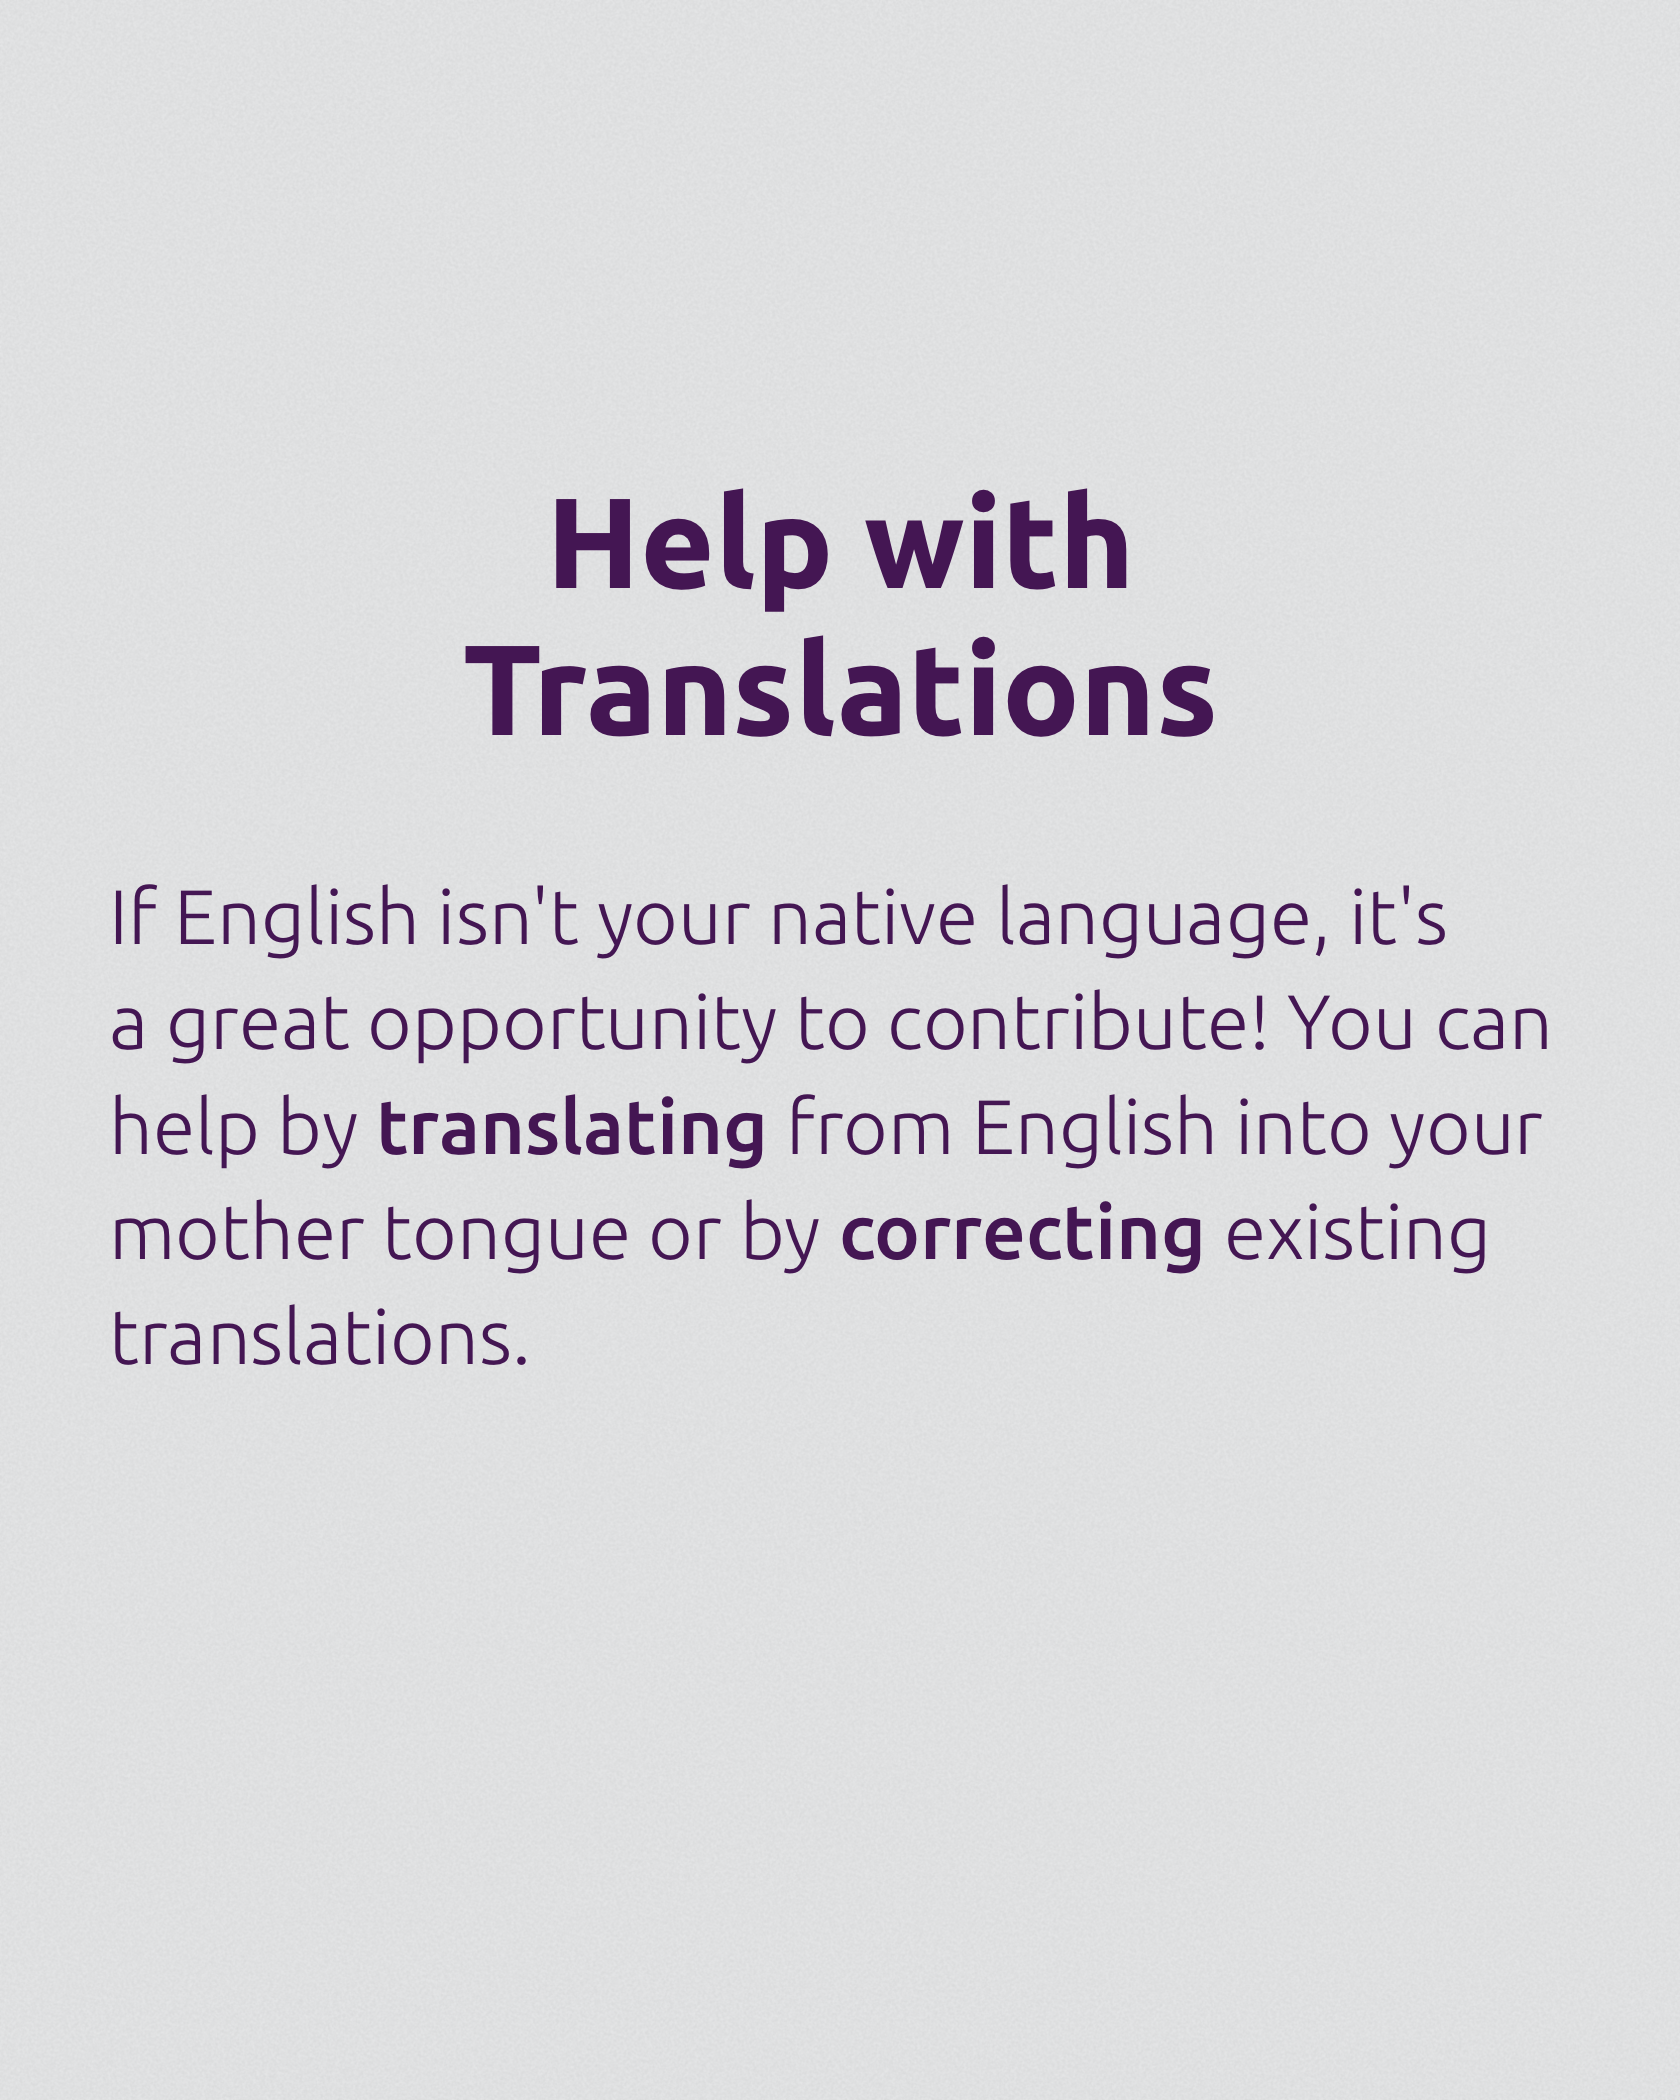 Help with
Translations
If English isn't your native language, it's
a great opportunity to contribute! You can
help by translating from English into your
mother tongue or by correcting existing
translations.